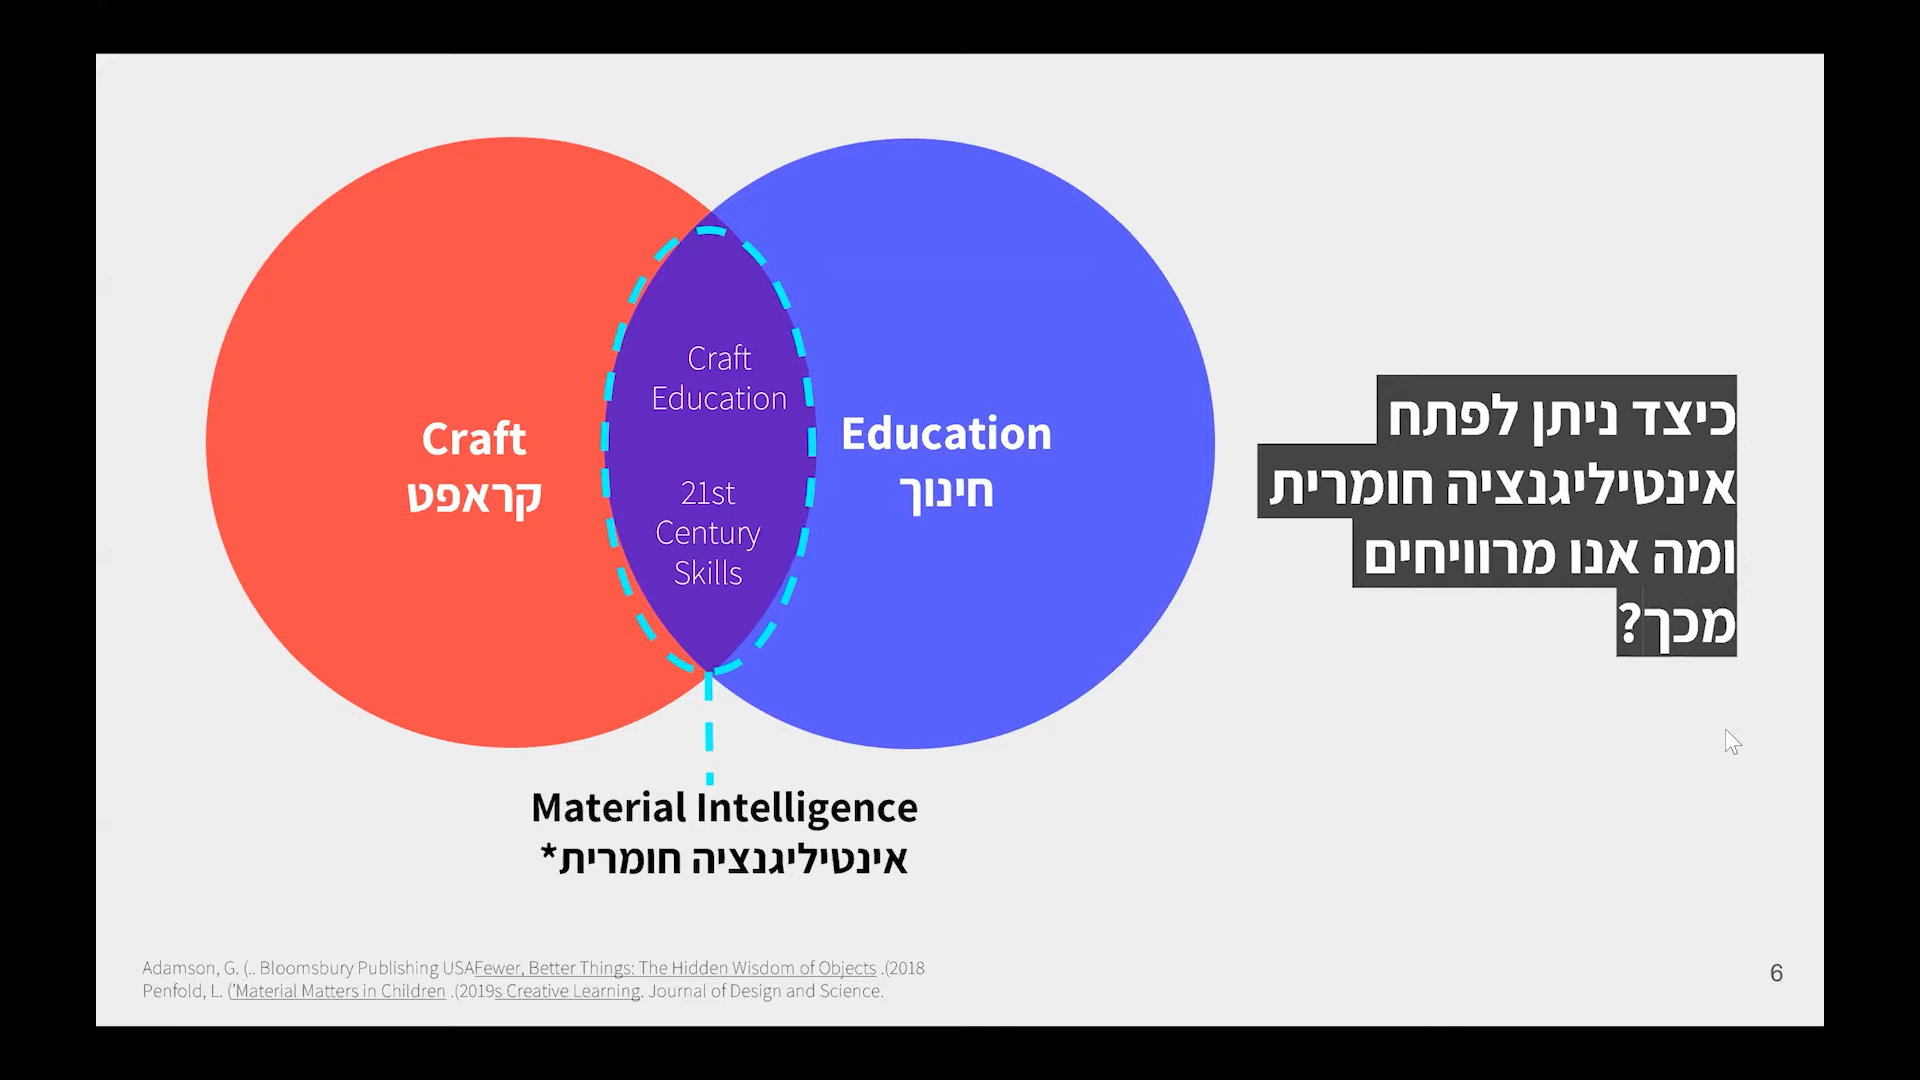 Craft
קראפט
Craft
Education
21st
Century
Skills
Education
חינוך
כיצד ניתן לפתח
אינטיליגנציה חומרית
ומה אנו מרוויחים
מכך?
Material Intelligence
אינטיליגנציה חומרית*
Adamson, G. (.. Bloomsbury Publishing USAFewer, Better Things: The Hidden Wisdom of Objects .(2018
Penfold, L. ('Material Matters in Children .(2019s Creative Learning. Journal of Design and Science.
6